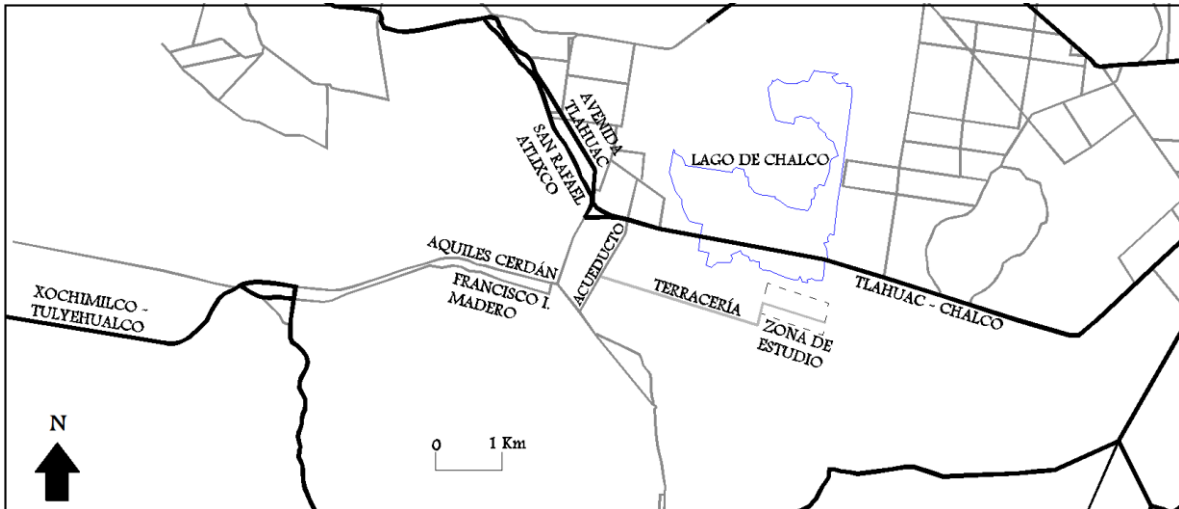 AVENIDA
TLAHUAC
SAN RAFAEL
ATLIXCO
LAGO DE CHALCO
AQUILES CERDÁN
ACUEDUCTO
FRANCISCO I.
MADERO
TERRACERÍA
TLAHUAC - CHALCO
XOCHIMILCO -
TULYEHUALCO
ZONA DE
ESTUDIO
N
0 1 Km